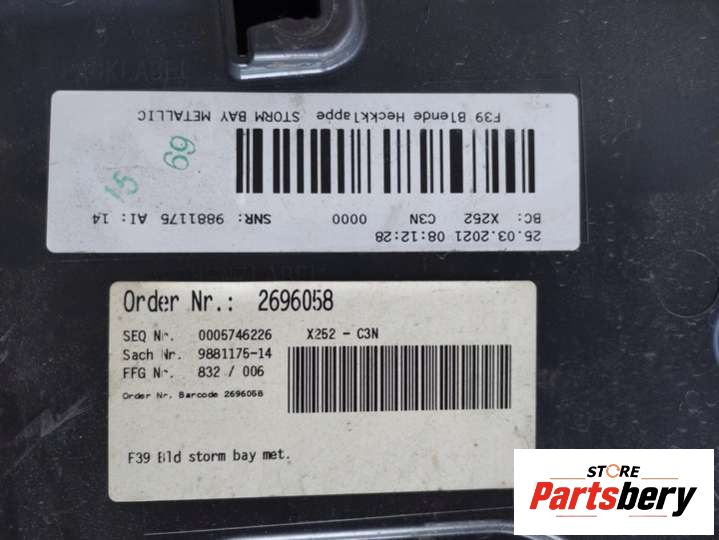 25.03.2021 08:12:28
BC: X252 C3N 0000 SNR: 9881175 AI: 14
F39 Blende Heckklappe STORM BAY METALLIC
69
15
Order Nr.: 2696058
SEQ Nr. 0005746226 X252 - C3N
Sach Nr. 9881175-14
FFG Nr. 832 / 006
Order Nr. Barcode 2696058
F39 Bld storm bay met.
STORE
Partsbery